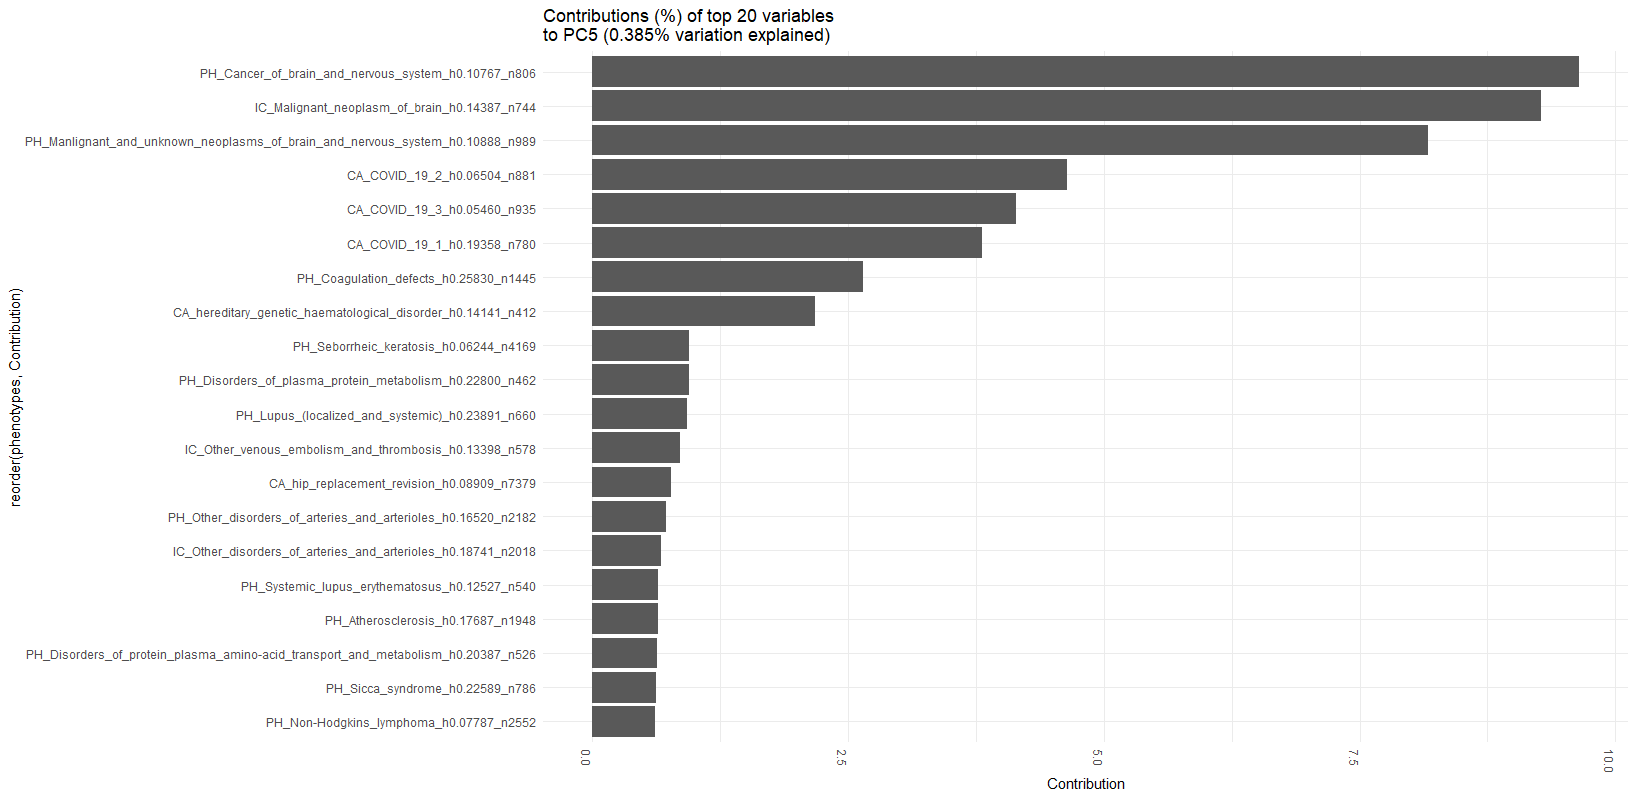 Contributions (%) of top 20 variables
to PC5 (0.385% variation explained)
PH_Cancer_of_brain_and_nervous_system_h0.10767_n806
IC_Malignant_neoplasm_of_brain_h0.14387_n744
PH_Manlignant_and_unknown_neoplasms_of_brain_and_nervous_system_h0.10888_n989
CA_COVID_19_2_h0.06504_n881
CA_COVID_19_3_h0.05460_n935
CA_COVID_19_1_h0.19358_n780
PH_Coagulation_defects_h0.25830_n1445
CA_hereditary_genetic_haematological_disorder_h0.14141_n412
PH_Seborrheic_keratosis_h0.06244_n4169
PH_Disorders_of_plasma_protein_metabolism_h0.22800_n462
PH_Lupus_(localized_and_systemic)_h0.23891_n660
IC_Other_venous_embolism_and_thrombosis_h0.13398_n578
CA_hip_replacement_revision_h0.08909_n7379
PH_Other_disorders_of_arteries_and_arterioles_h0.16520_n2182
IC_Other_disorders_of_arteries_and_arterioles_h0.18741_n2018
PH_Systemic_lupus_erythematosus_h0.12527_n540
PH_Atherosclerosis_h0.17687_n1948
PH_Disorders_of_protein_plasma_amino-acid_transport_and_metabolism_h0.20387_n526
PH_Sicca_syndrome_h0.22589_n786
PH_Non-Hodgkins_lymphoma_h0.07787_n2552
reorder(phenotypes, Contribution)
0.0
2.5
5.0
7.5
10.0
Contribution